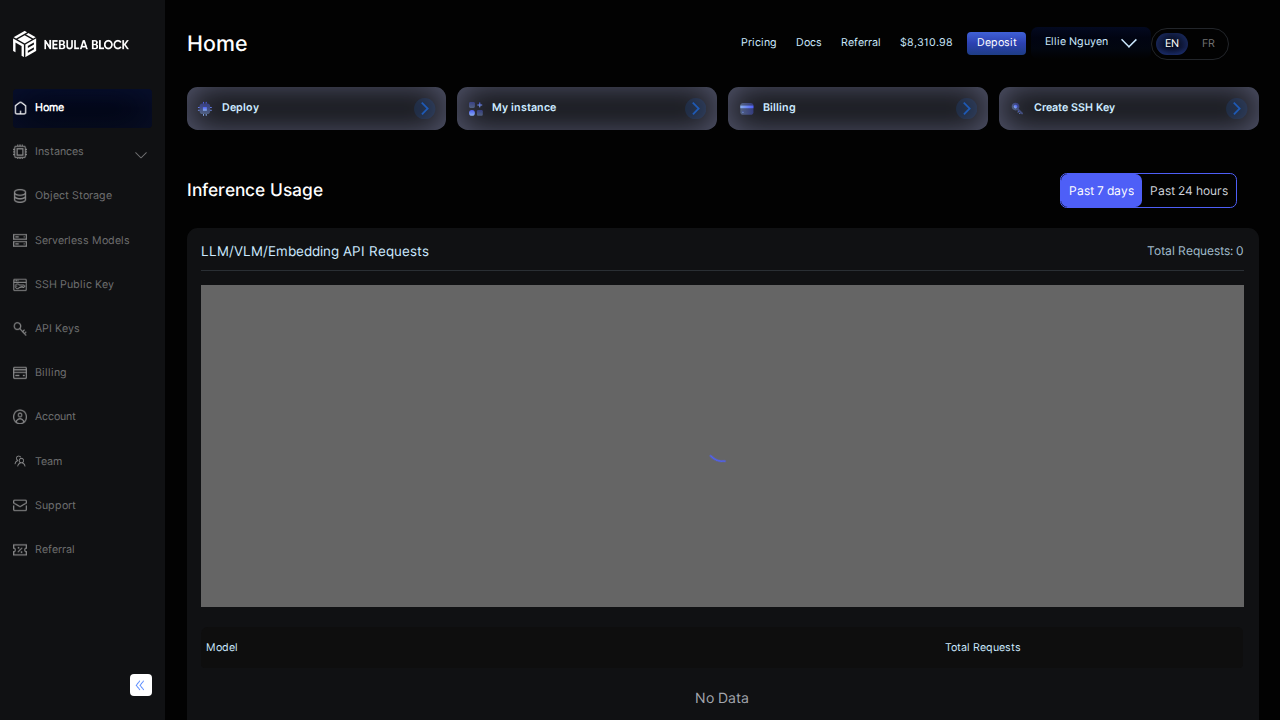 NEBULA BLOCK
Home
Instances
Object Storage
Serverless Models
SSH Public Key
API Keys
Billing
Account
Team
Support
Referral
Home
Pricing
Docs
Referral
$8,310.98
Deposit
Ellie Nguyen
EN
FR
Deploy
My instance
Billing
Create SSH Key
Inference Usage
Past 7 days
Past 24 hours
LLM/VLM/Embedding API Requests
Total Requests: 0
Model
Total Requests
No Data